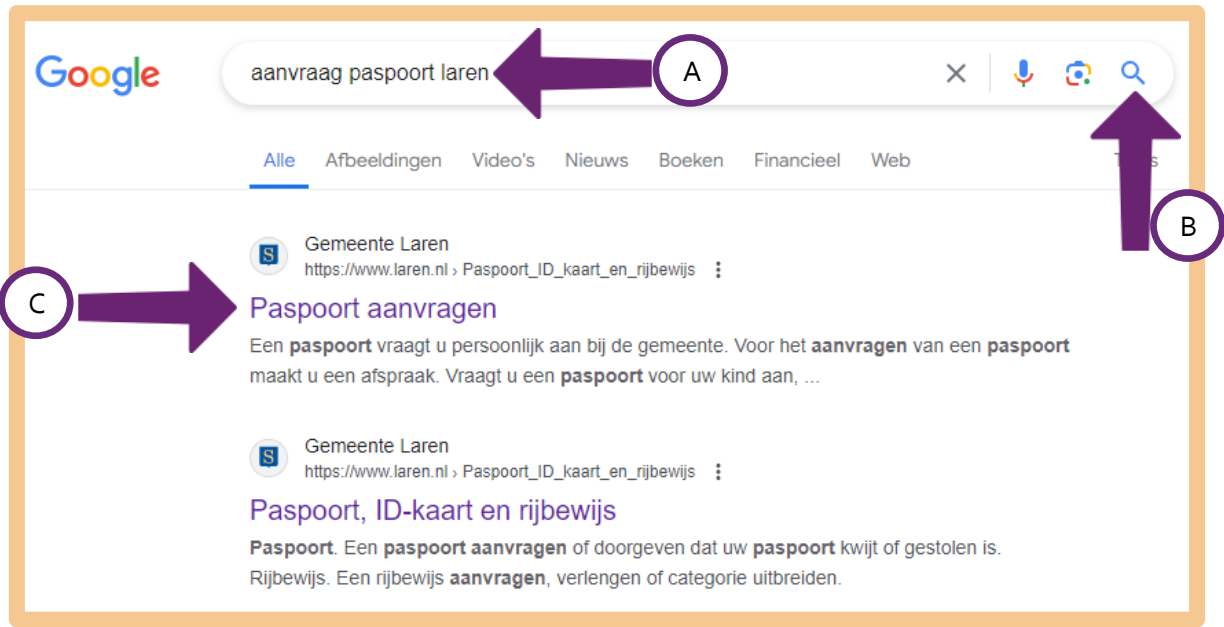 Google
aanvraag paspoort laren
A
Alle Afbeeldingen Video's Nieuws Boeken Financieel Web
B
S
Gemeente Laren
https://www.laren.nl › Paspoort_ID_kaart_en_rijbewijs
C
Paspoort aanvragen
Een paspoort vraagt u persoonlijk aan bij de gemeente. Voor het aanvragen van een paspoort
maakt u een afspraak. Vraagt u een paspoort voor uw kind aan, ...
S
Gemeente Laren
https://www.laren.nl › Paspoort_ID_kaart_en_rijbewijs
Paspoort, ID-kaart en rijbewijs
Paspoort. Een paspoort aanvragen of doorgeven dat uw paspoort kwijt of gestolen is.
Rijbewijs. Een rijbewijs aanvragen, verlengen of categorie uitbreiden.